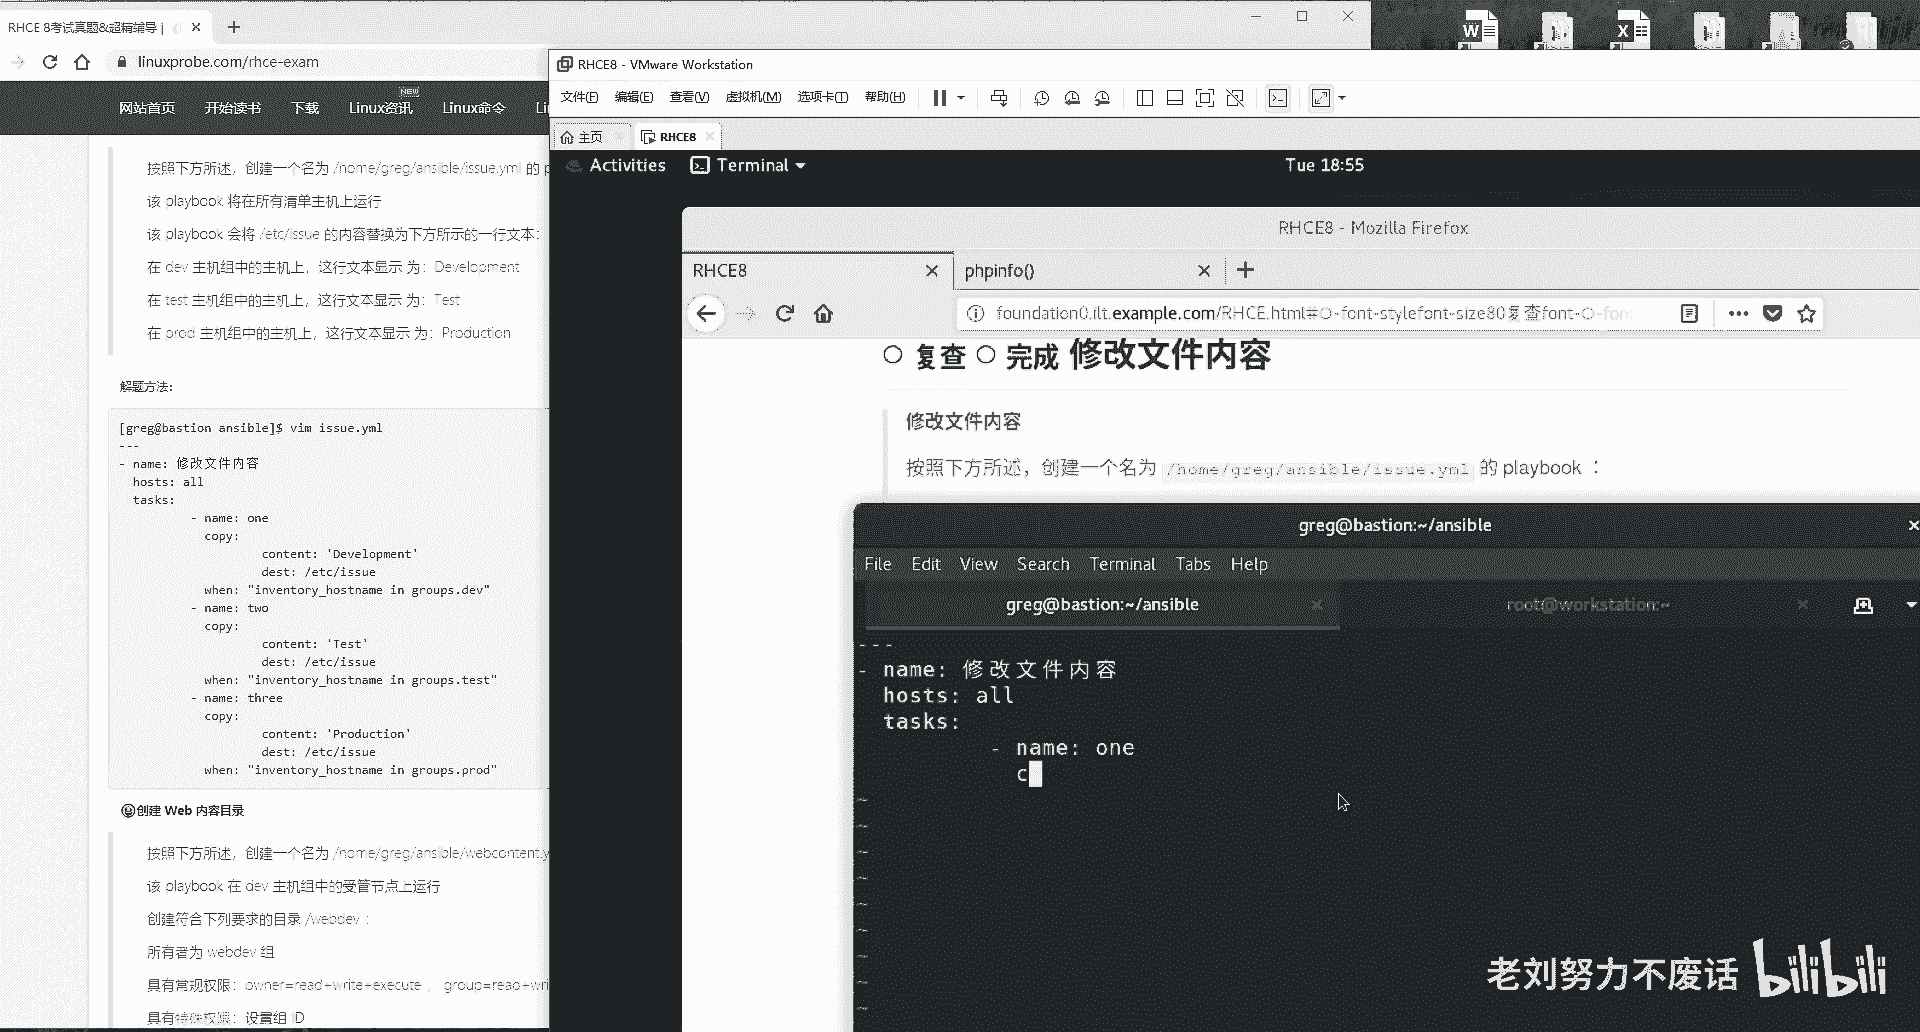 RHCE 8考试真题&超精辅导 |
linuxprobe.com/rhce-exam
网站首页 开始读书 下载 Linux资讯 NEW Linux命令
按照下方所述，创建一个名为 /home/greg/ansible/issue.yml 的
该 playbook 将在所有清单主机上运行
该 playbook 会将 /etc/issue 的内容替换为下方所示的一行文本：
在 dev 主机组中的主机上，这行文本显示 为：Development
在 test 主机组中的主机上，这行文本显示 为：Test
在 prod 主机组中的主机上，这行文本显示 为：Production
解题方法:
[greg@bastion ansible]$ vim issue.yml
---
- name: 修改文件内容
hosts: all
tasks:
- name: one
copy:
content: 'Development'
dest: /etc/issue
when: "inventory_hostname in groups.dev"
- name: two
copy:
content: 'Test'
dest: /etc/issue
when: "inventory_hostname in groups.test"
- name: three
copy:
content: 'Production'
dest: /etc/issue
when: "inventory_hostname in groups.prod"
创建 Web 内容目录
按照下方所述，创建一个名为 /home/greg/ansible/webcontent.y
该 playbook 在 dev 主机组中的受管节点上运行
创建符合下列要求的目录 /webdev ：
所有者为 webdev 组
具有常规权限：owner=read+write+execute ， group=read+wri
具有特殊权限：设置组 ID
RHCE8 - VMware Workstation
文件(F) 编辑(E) 查看(V) 虚拟机(M) 选项卡(T) 帮助(H)
主页 RHCE8
Activities Terminal Tue 18:55
RHCE8 - Mozilla Firefox
RHCE8 phpinfo()
foundation0.ilt.example.com/RHCE.html#○-font-stylefont-size80复查font-○-fon
○ 复查 ○ 完成 修改文件内容
修改文件内容
按照下方所述，创建一个名为 /home/greg/ansible/issue.yml 的 playbook ：
greg@bastion:~/ansible
File Edit View Search Terminal Tabs Help
greg@bastion:~/ansible root@workstation:~
---
- name: 修改文件内容
hosts: all
tasks:
- name: one
c
~
~
~
~
~
~
~
~
~
老刘努力不废话 bilibili